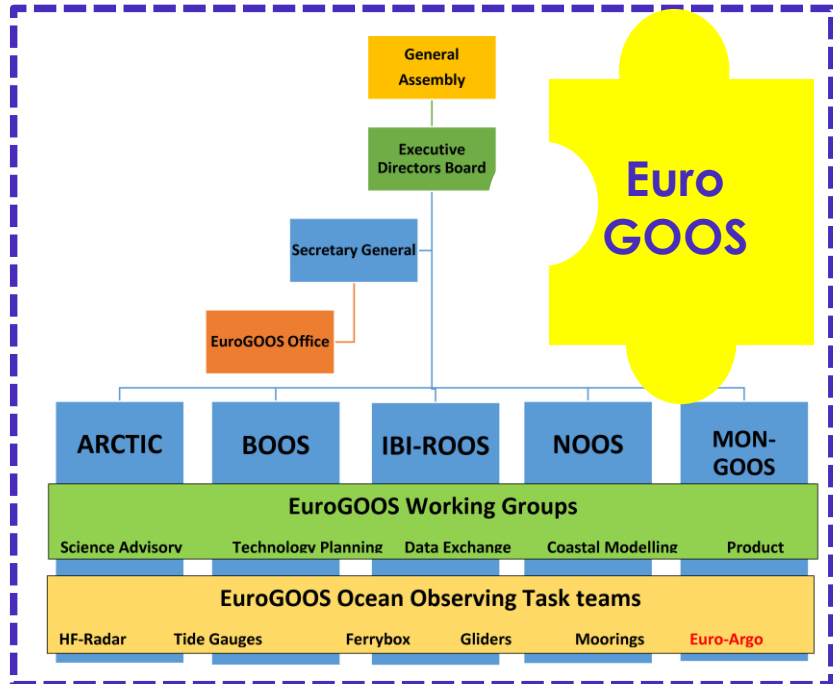 General
Assembly
Executive
Directors Board
Euro
GOOS
Secretary General
EuroGOOS Office
ARCTIC
BOOS
IBI-ROOS
NOOS
MON-
GOOS
EuroGOOS Working Groups
Science Advisory Technology Planning Data Exchange Coastal Modelling Product
EuroGOOS Ocean Observing Task teams
HF-Radar Tide Gauges Ferrybox Gliders Moorings Euro-Argo